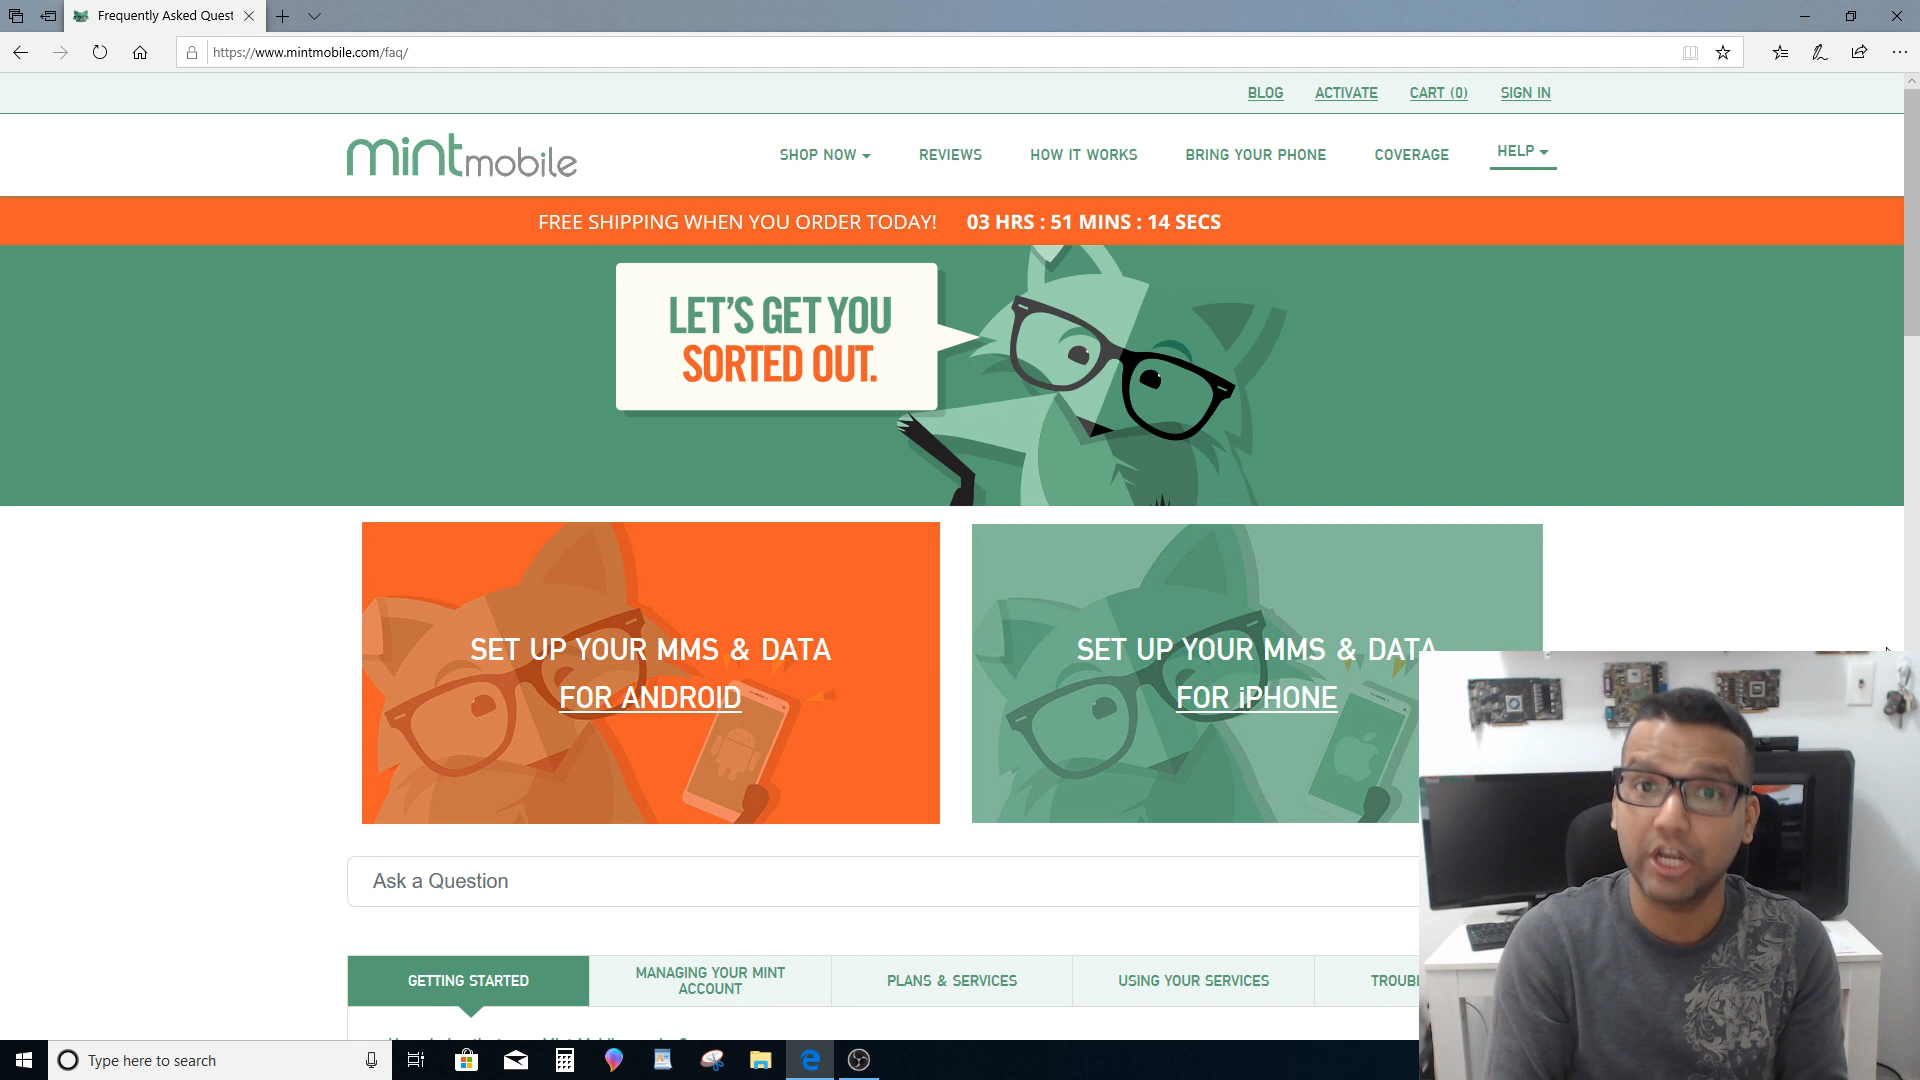 Frequently Asked Quest
https://www.mintmobile.com/faq/
BLOG ACTIVATE CART (0) SIGN IN
mintmobile
SHOP NOW REVIEWS HOW IT WORKS BRING YOUR PHONE COVERAGE HELP
FREE SHIPPING WHEN YOU ORDER TODAY! 03 HRS : 51 MINS : 14 SECS
LET'S GET YOU
SORTED OUT.
SET UP YOUR MMS & DATA
FOR ANDROID
SET UP YOUR MMS & DATA
FOR iPHONE
Ask a Question
GETTING STARTED
MANAGING YOUR MINT
ACCOUNT
PLANS & SERVICES
USING YOUR SERVICES
TROUBL
Type here to search